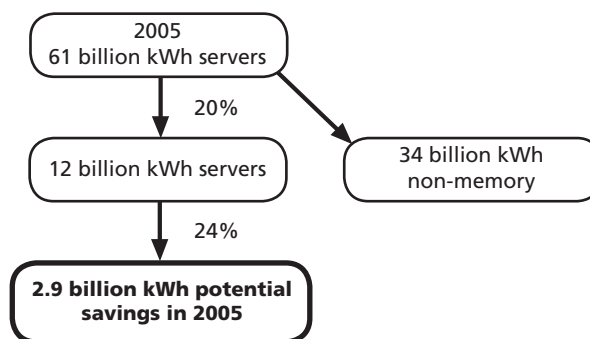 2005
61 billion kWh servers
20%
12 billion kWh servers
34 billion kWh
non-memory
24%
2.9 billion kWh potential
savings in 2005